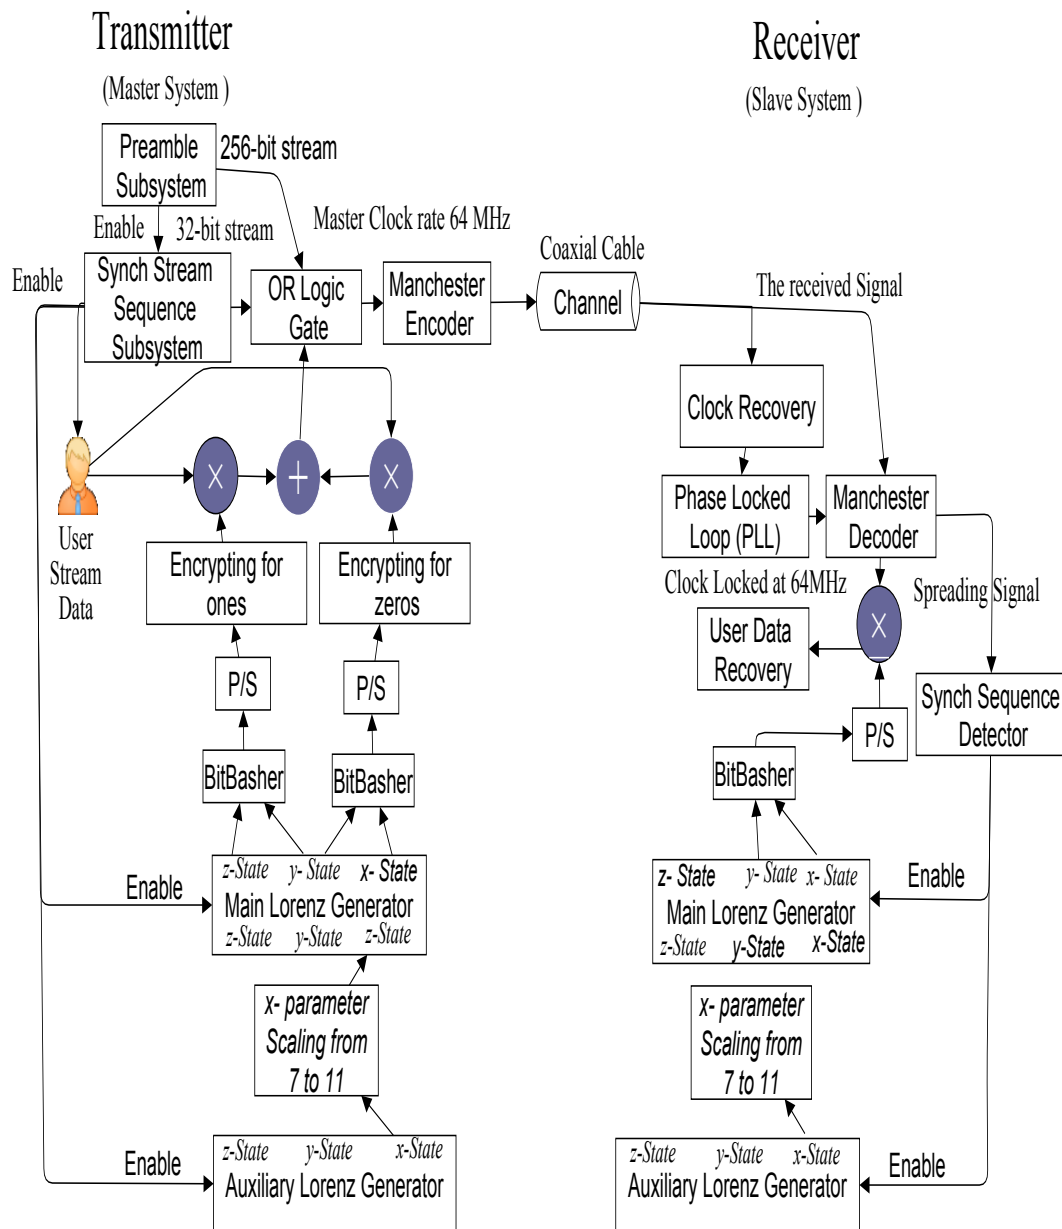 Transmitter
(Master System )
Receiver
(Slave System )
Preamble
Subsystem
256-bit stream
Enable
32-bit stream
Master Clock rate 64 MHz
Enable
Synch Stream
Sequence
Subsystem
OR Logic
Gate
Manchester
Encoder
Coaxial Cable
Channel
The received Signal
Clock Recovery
Phase Locked
Loop (PLL)
Manchester
Decoder
Clock Locked at 64MHz
Spreading Signal
×
+
×
User
Stream
Data
Encrypting for
ones
Encrypting for
zeros
P/S
P/S
BitBasher
BitBasher
z-State y- State x- State
Main Lorenz Generator
z-State y-State z-State
Enable
x- parameter
Scaling from
7 to 11
z-State y-State x-State
Auxiliary Lorenz Generator
Enable
×
User Data
Recovery
P/S
Synch Sequence
Detector
BitBasher
z- State y- State x- State
Main Lorenz Generator
z-State y-State x-State
Enable
x- parameter
Scaling from
7 to 11
z-State y-State x-State
Auxiliary Lorenz Generator
Enable